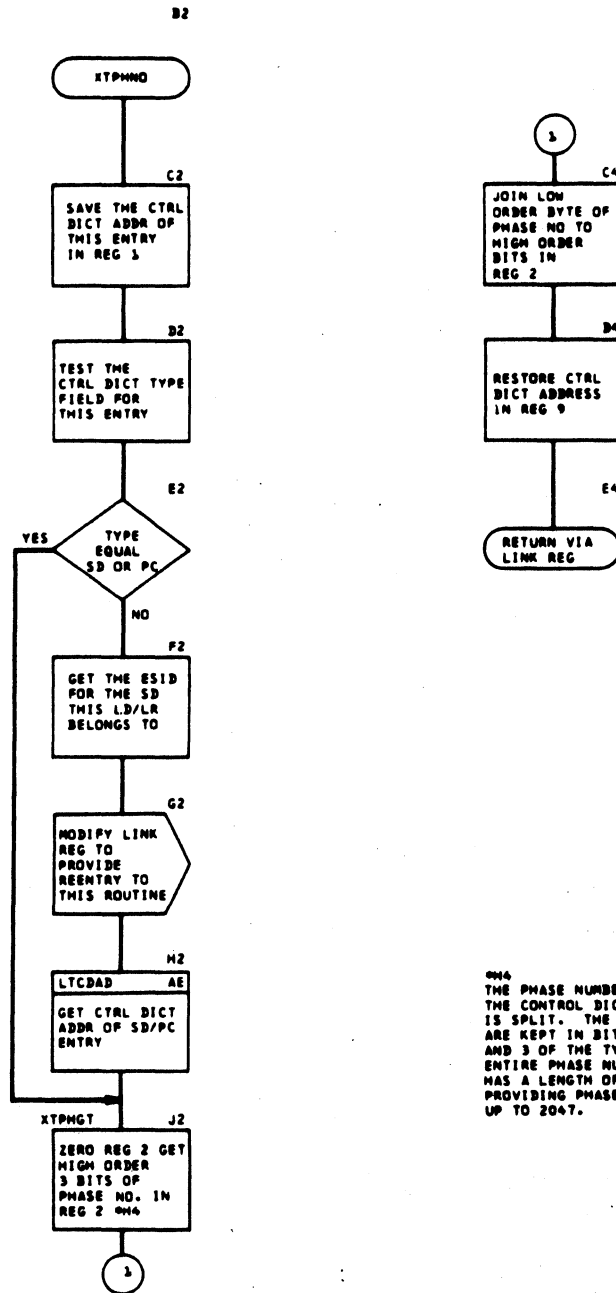 B2
XTPHNO
C2
SAVE THE CTRL
DICT ADDR OF
THIS ENTRY
IN REG 1
D2
TEST THE
CTRL DICT TYPE
FIELD FOR
THIS ENTRY
E2
YES
TYPE
EQUAL
SD OR PC
NO
F2
GET THE ESID
FOR THE SD
THIS LD/LR
BELONGS TO
G2
MODIFY LINK
REG TO
PROVIDE
REENTRY TO
THIS ROUTINE
H2
LTCDAD AE
GET CTRL DICT
ADDR OF SD/PC
ENTRY
XTPHGT J2
ZERO REG 2 GET
HIGH ORDER
3 BITS OF
PHASE NO. IN
REG 2 *H4
1
1
C4
JOIN LOW
ORDER BYTE OF
PHASE NO TO
HIGH ORDER
BITS IN
REG 2
D4
RESTORE CTRL
DICT ADDRESS
IN REG 9
E4
RETURN VIA
LINK REG
*H4
THE PHASE NUMBE
THE CONTROL DIC
IS SPLIT. THE
ARE KEPT IN BIT
AND 3 OF THE TY
ENTIRE PHASE NU
HAS A LENGTH OF
PROVIDING PHASE
UP TO 2047.